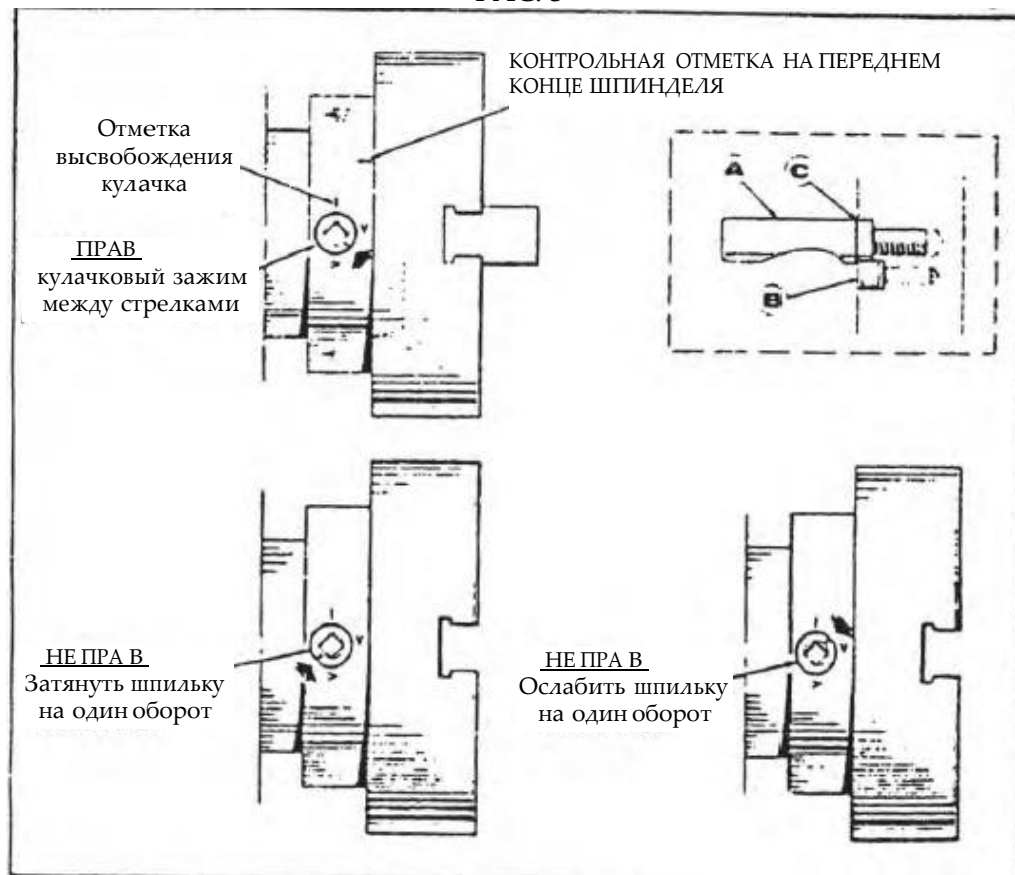 КОНТРОЛЬНАЯ ОТМЕТКА НА ПЕРЕДНЕМ
КОНЦЕ ШПИНДЕЛЯ
Отметка
высвобождения
кулачка
ПРАВ
кулачковый зажим
между стрелками
A
C
B
НЕ ПРА В
Затянуть шпильку
на один оборот
НЕ ПРА В
Ослабить шпильку
на один оборот